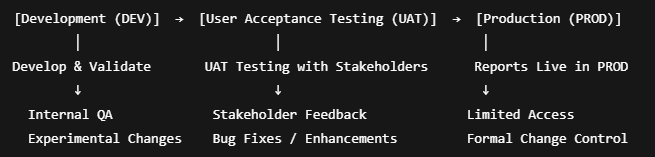 [Development (DEV)] → [User Acceptance Testing (UAT)] → [Production (PROD)]
Develop & Validate UAT Testing with Stakeholders Reports Live in PROD
Internal QA Stakeholder Feedback Limited Access
Experimental Changes Bug Fixes / Enhancements Formal Change Control